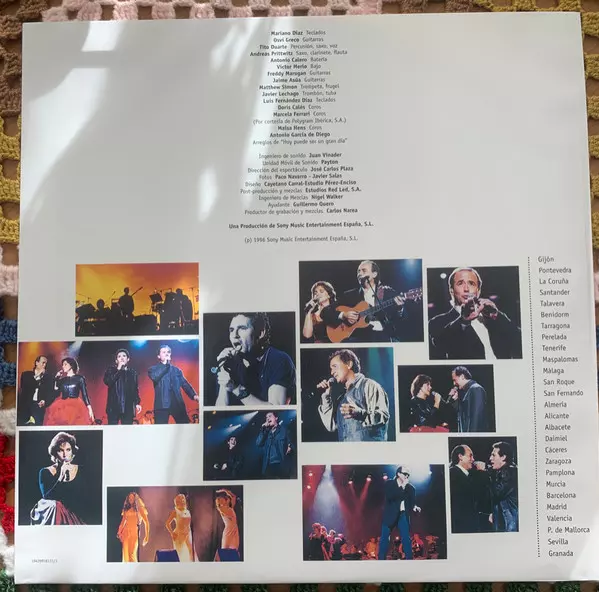 Mariano Díaz Teclados
Osvi Greco Guitarras
Tito Duarte Percusión, saxo, voz
Andreas Prittwitz Saxo, clarinete, flauta
Antonio Calero Batería
Víctor Merlo Bajo
Freddy Marugan Guitarras
Jaime Asúa Guitarras
Matthew Simon Trompeta, fiugel
Javier Lechago Trombón, tuba
Luis Fernández Díaz Teclados
Doris Calés Coros
Marcela Ferrari Coros
(Por cortesía de Polygram Ibérica, S.A.)
Maisa Hens Coros
Antonio García de Diego
Arreglos de "Hoy puede ser un gran día"
Ingeniero de sonido Juan Vinader
Unidad Móvil de Sonido Payton
Dirección del espectáculo José Carlos Plaza
Fotos Paco Navarro - Javier Salas
Diseño Cayetano Carral-Estudio Pérez-Enciso
Post-producción y mezclas Estudios Red Led, S.A.
Ingeniero de Mezclas Nigel Walker
Ayudante Guillermo Quero
Productor de grabación y mezclas Carlos Narea
Una Producción de Sony Music Entertainment España, S.L.
(p) 1996 Sony Music Entertainment España, S.L.
Gijón
Pontevedra
La Coruña
Santander
Talavera
Benidorm
Tarragona
Perelada
Tenerife
Maspalomas
Málaga
San Roque
San Fernando
Almería
Alicante
Albacete
Daimiel
Cáceres
Zaragoza
Pamplona
Murcia
Barcelona
Madrid
Valencia
P. de Mallorca
Sevilla
Granada